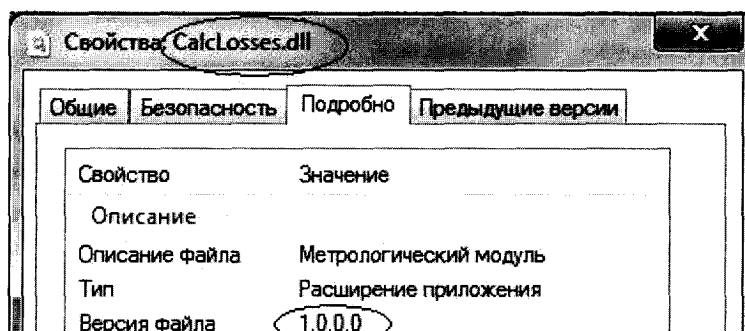 Свойства: CalcLosses.dll
x
Общие Безопасность Подробно Предыдущие версии
Свойство Значение
Описание
Описание файла Метрологический модуль
Тип Расширение приложения
Версия файла 1.0.0.0